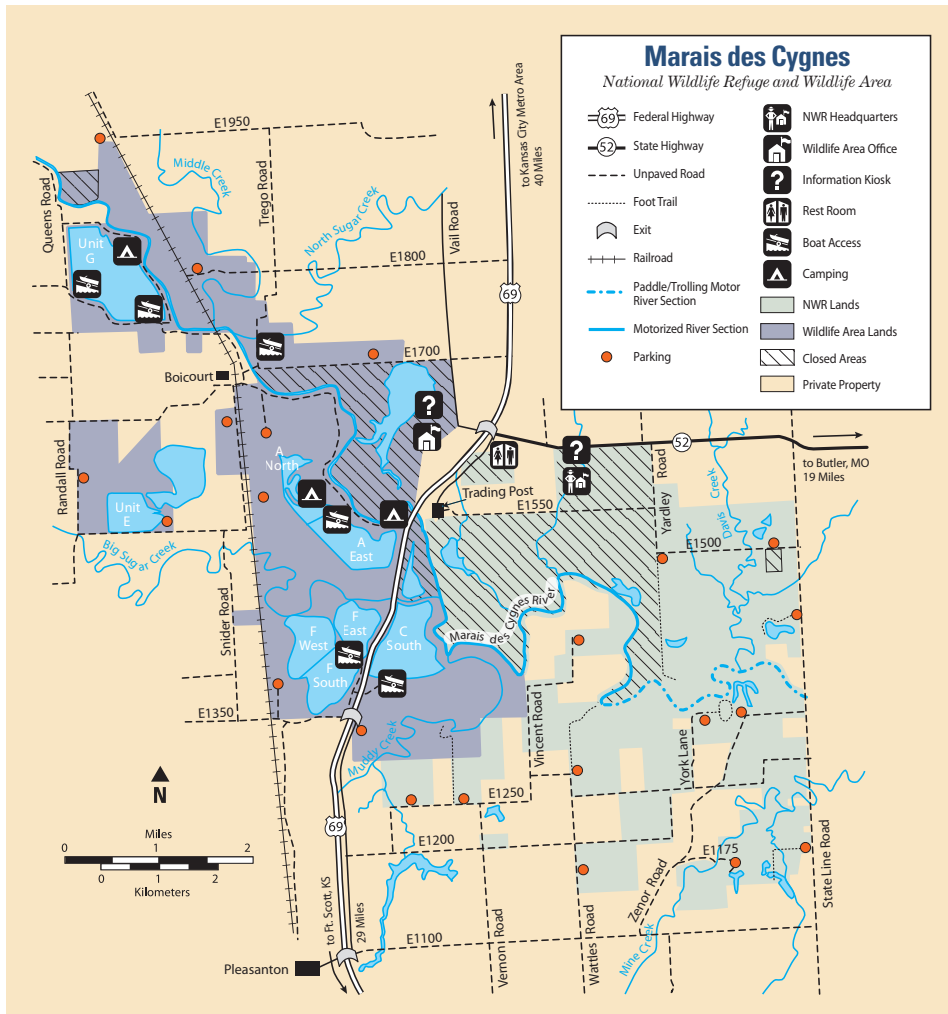 Marais des Cygnes
National Wildlife Refuge and Wildlife Area
69
Federal Highway
52
State Highway
Unpaved Road
Foot Trail
Exit
Railroad
Paddle/Trolling Motor
River Section
Motorized River Section
Parking
NWR Headquarters
Wildlife Area Office
?
Information Kiosk
Rest Room
Boat Access
Camping
NWR Lands
Wildlife Area Lands
Closed Areas
Private Property
E1950
Middle Creek
Trego Road
Queens Road
North Sugar Creek
Vail Road
to Kansas City Metro Area
40 Miles
Unit
G
E1800
69
E1700
Boicourt
?
?
52
to Butler, MO
19 Miles
Randall Road
A
North
Trading Post
E1550
Yardley
Road
Davis
Creek
Unit
E
A
East
E1500
Big Sugar Creek
Snider Road
Marais des Cygnes River
F
West
F
East
C
South
F
South
E1350
Muddy Creek
Vincent Road
York Lane
N
E1250
69
E1200
E1175
Miles
0
1
2
0
1
2
Kilometers
Zenor Road
State Line Road
to Ft. Scott, KS
29 Miles
E1100
Vernon Road
Wattles Road
Mine Creek
Pleasanton